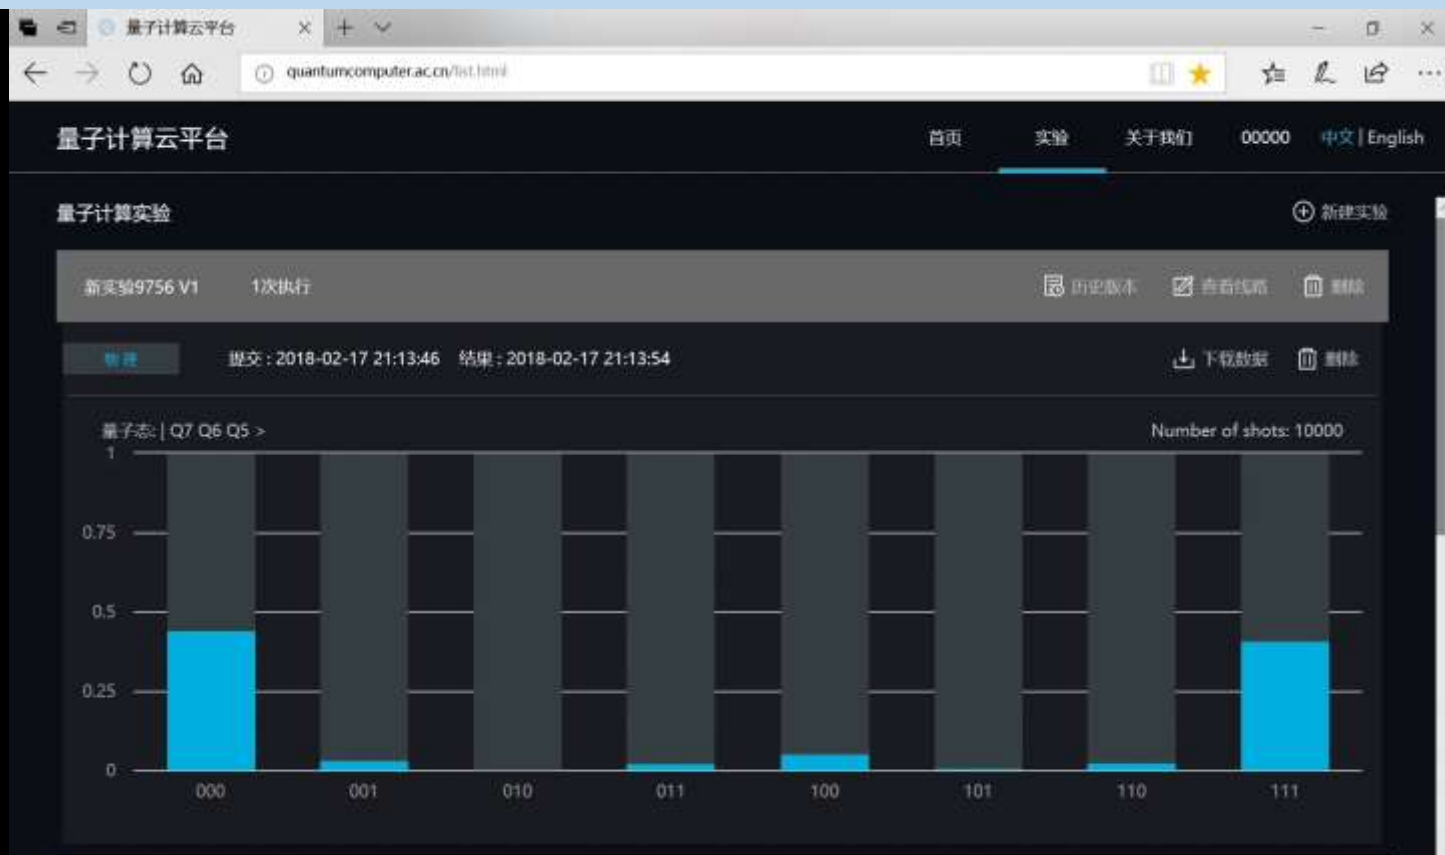 量子计算云平台
quantumcomputer.ac.cn/list.html
量子计算云平台 首页 实验 关于我们 00000 中文 | English
量子计算实验 新建实验
新实验9756 V1 1次执行 历史版本 查看线路 删除
物理 提交 : 2018-02-17 21:13:46 结果 : 2018-02-17 21:13:54 下载数据 删除
量子态: | Q7 Q6 Q5 > Number of shots: 10000
1
0.75
0.5
0.25
0
000 001 010 011 100 101 110 111